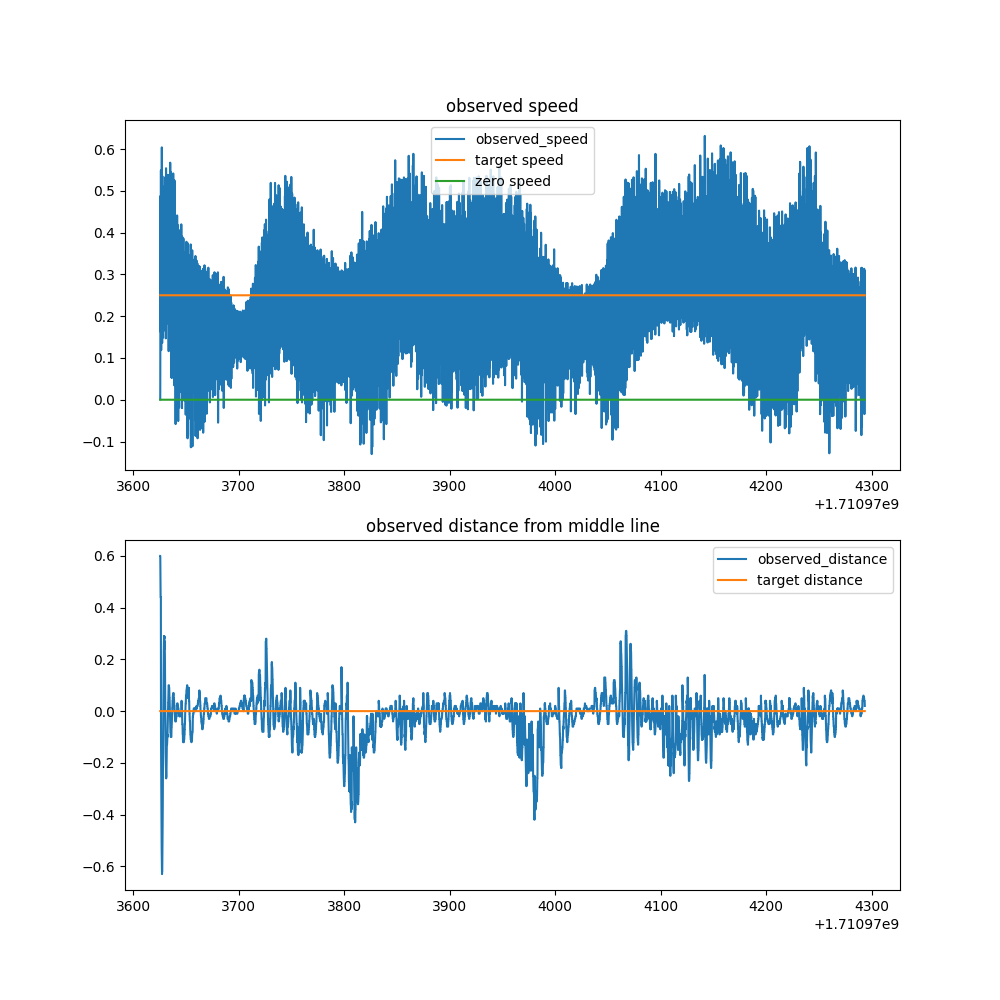 observed speed
observed_speed
target speed
zero speed
0.6
0.5
0.4
0.3
0.2
0.1
0.0
−0.1
3600 3700 3800 3900 4000 4100 4200 4300
+1.71097e9
observed distance from middle line
observed_distance
target distance
0.6
0.4
0.2
0.0
−0.2
−0.4
−0.6
3600 3700 3800 3900 4000 4100 4200 4300
+1.71097e9